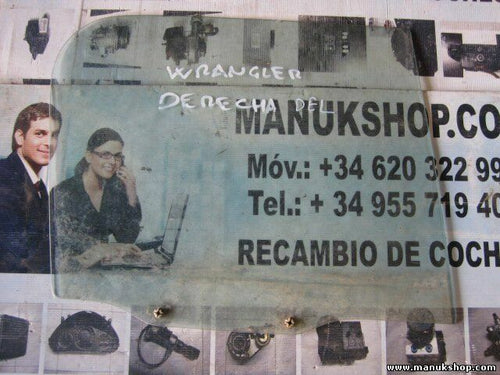 WRANGLER
DERECHA DEL
MANUKSHOP.CO
Móv.: +34 620 322 99
Tel.: + 34 955 719 40
RECAMBIO DE COCH
www.manukshop.com